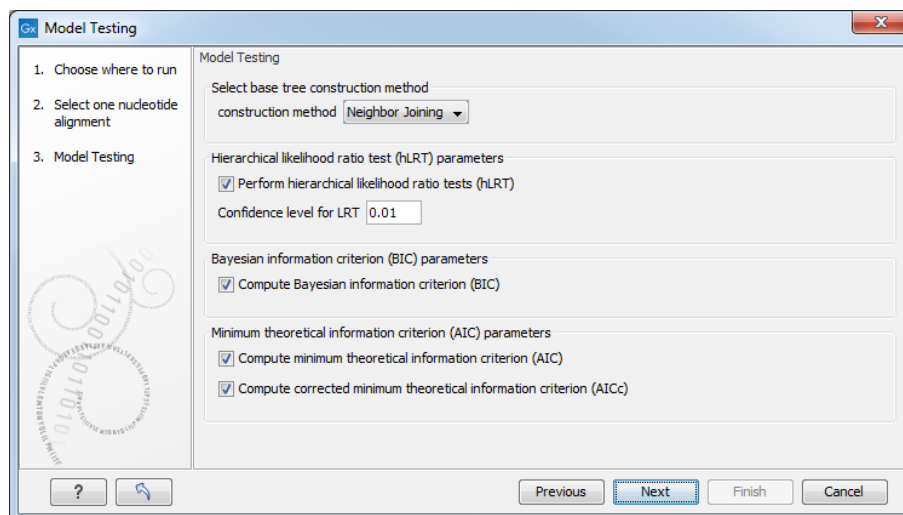 Gx Model Testing
1. Choose where to run
2. Select one nucleotide
alignment
3. Model Testing
Model Testing
Select base tree construction method
construction method Neighbor Joining
Hierarchical likelihood ratio test (hLRT) parameters
Perform hierarchical likelihood ratio tests (hLRT)
Confidence level for LRT 0.01
Bayesian information criterion (BIC) parameters
Compute Bayesian information criterion (BIC)
Minimum theoretical information criterion (AIC) parameters
Compute minimum theoretical information criterion (AIC)
Compute corrected minimum theoretical information criterion (AICc)
? Previous Next Finish Cancel